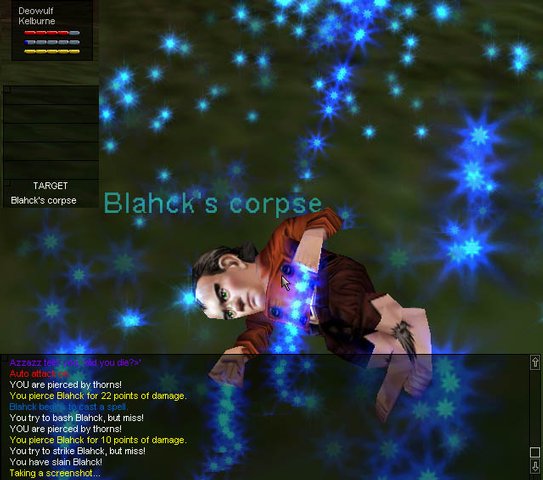 Deowulf
Kelburne
TARGET
Blahck's corpse
Blahck's corpse
Azzazz you die?>'
Auto attack
YOU are pierced by thorns!
You pierce Blahck for 22 points of damage.
Blahck begins to cast a spell.
You try to bash Blahck, but miss!
YOU are pierced by thorns!
You pierce Blahck for 10 points of damage.
You try to strike Blahck, but miss!
You have slain Blahck!
Taking a screenshot...